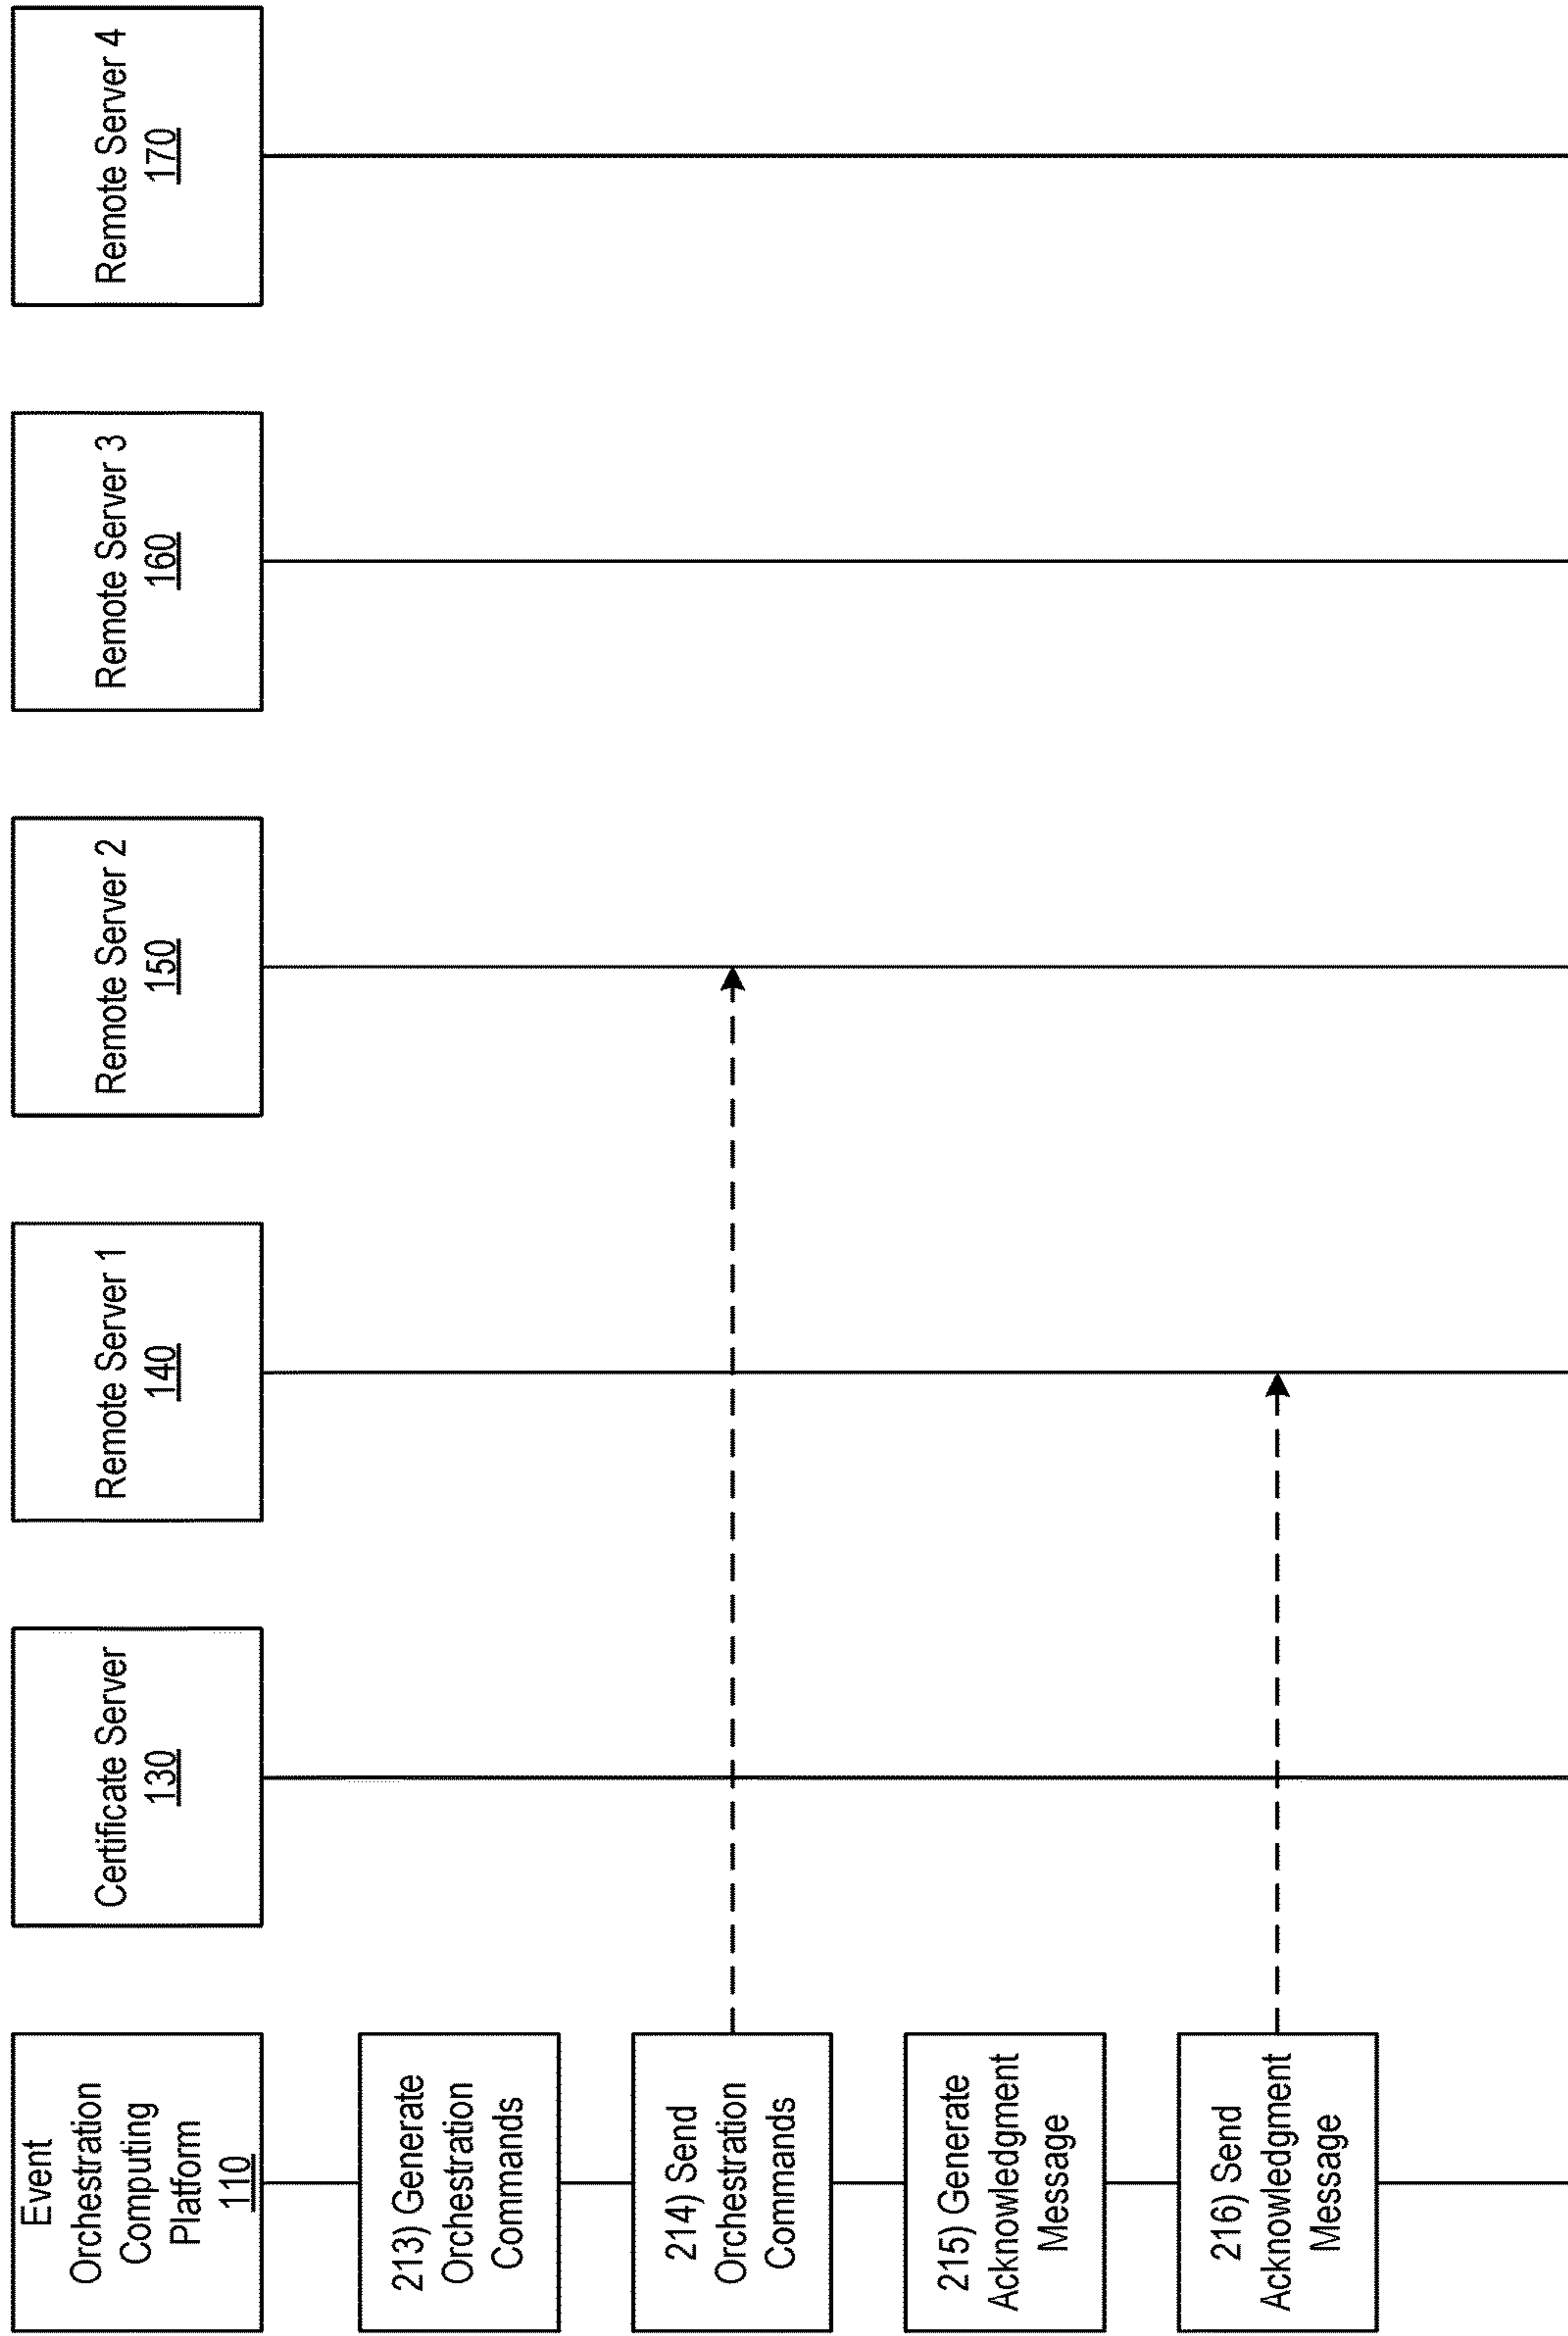 Event
Orchestration
Computing
Platform
110
Certificate Server
130
Remote Server 1
140
Remote Server 2
150
Remote Server 3
160
Remote Server 4
170
213) Generate
Orchestration
Commands
214) Send
Orchestration
Commands
215) Generate
Acknowledgment
Message
216) Send
Acknowledgment
Message